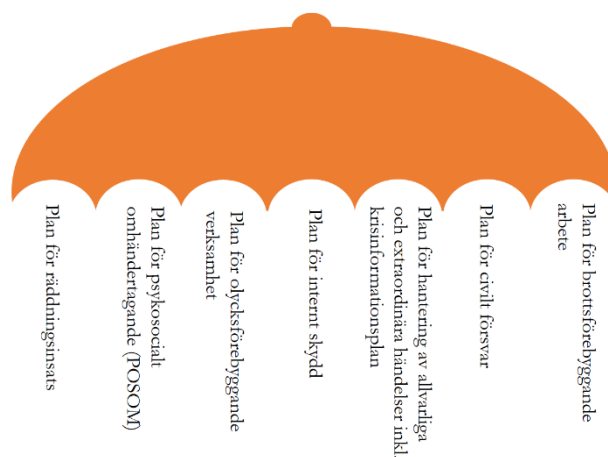 Plan för räddningsinsats
Plan för psykosocialt
omhändertagande (POSOM)
Plan för olycksförebyggande
verksamhet
Plan för internt skydd
Plan för hantering av allvarliga
och extraordinära händelser inkl.
krisinformationsplan
Plan för civilt försvar
Plan för brottsförebyggande
arbete